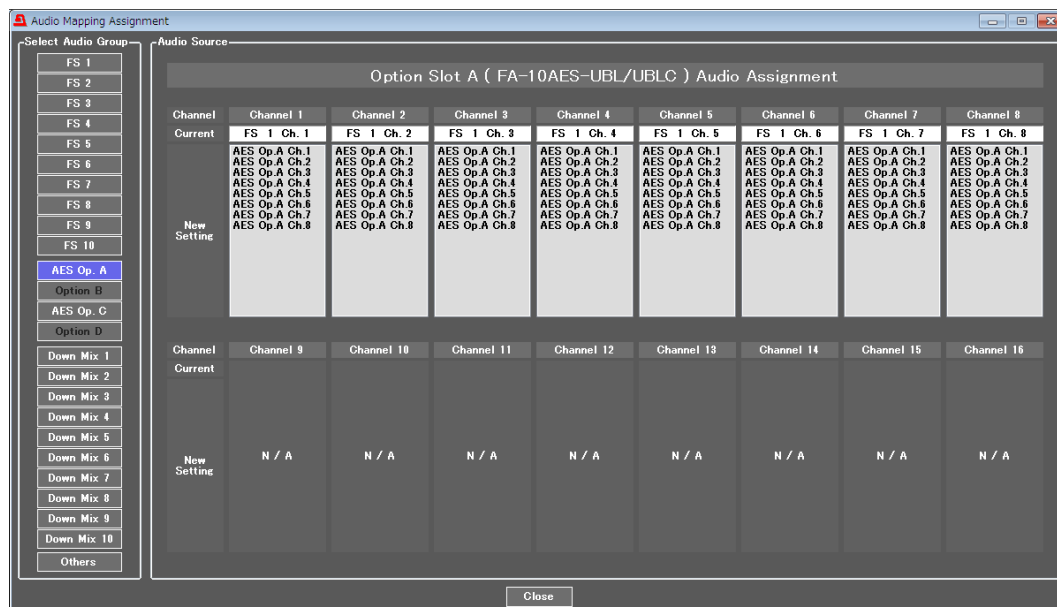 Audio Mapping Assignment
Select Audio Group
FS 1
FS 2
FS 3
FS 4
FS 5
FS 6
FS 7
FS 8
FS 9
FS 10
AES Op. A
Option B
AES Op. C
Option D
Down Mix 1
Down Mix 2
Down Mix 3
Down Mix 4
Down Mix 5
Down Mix 6
Down Mix 7
Down Mix 8
Down Mix 9
Down Mix 10
Others
Audio Source
Option Slot A ( FA-10AES-UBL/UBLC ) Audio Assignment
Channel Channel 1 Channel 2 Channel 3 Channel 4 Channel 5 Channel 6 Channel 7 Channel 8
Current FS 1 Ch. 1 FS 1 Ch. 2 FS 1 Ch. 3 FS 1 Ch. 4 FS 1 Ch. 5 FS 1 Ch. 6 FS 1 Ch. 7 FS 1 Ch. 8
AES Op.A Ch.1 AES Op.A Ch.1 AES Op.A Ch.1 AES Op.A Ch.1 AES Op.A Ch.1 AES Op.A Ch.1 AES Op.A Ch.1 AES Op.A Ch.1
AES Op.A Ch.2 AES Op.A Ch.2 AES Op.A Ch.2 AES Op.A Ch.2 AES Op.A Ch.2 AES Op.A Ch.2 AES Op.A Ch.2 AES Op.A Ch.2
AES Op.A Ch.3 AES Op.A Ch.3 AES Op.A Ch.3 AES Op.A Ch.3 AES Op.A Ch.3 AES Op.A Ch.3 AES Op.A Ch.3 AES Op.A Ch.3
AES Op.A Ch.4 AES Op.A Ch.4 AES Op.A Ch.4 AES Op.A Ch.4 AES Op.A Ch.4 AES Op.A Ch.4 AES Op.A Ch.4 AES Op.A Ch.4
AES Op.A Ch.5 AES Op.A Ch.5 AES Op.A Ch.5 AES Op.A Ch.5 AES Op.A Ch.5 AES Op.A Ch.5 AES Op.A Ch.5 AES Op.A Ch.5
AES Op.A Ch.6 AES Op.A Ch.6 AES Op.A Ch.6 AES Op.A Ch.6 AES Op.A Ch.6 AES Op.A Ch.6 AES Op.A Ch.6 AES Op.A Ch.6
AES Op.A Ch.7 AES Op.A Ch.7 AES Op.A Ch.7 AES Op.A Ch.7 AES Op.A Ch.7 AES Op.A Ch.7 AES Op.A Ch.7 AES Op.A Ch.7
AES Op.A Ch.8 AES Op.A Ch.8 AES Op.A Ch.8 AES Op.A Ch.8 AES Op.A Ch.8 AES Op.A Ch.8 AES Op.A Ch.8 AES Op.A Ch.8
New
Setting
Channel Channel 9 Channel 10 Channel 11 Channel 12 Channel 13 Channel 14 Channel 15 Channel 16
Current
New
Setting
N / A N / A N / A N / A N / A N / A N / A N / A
Close